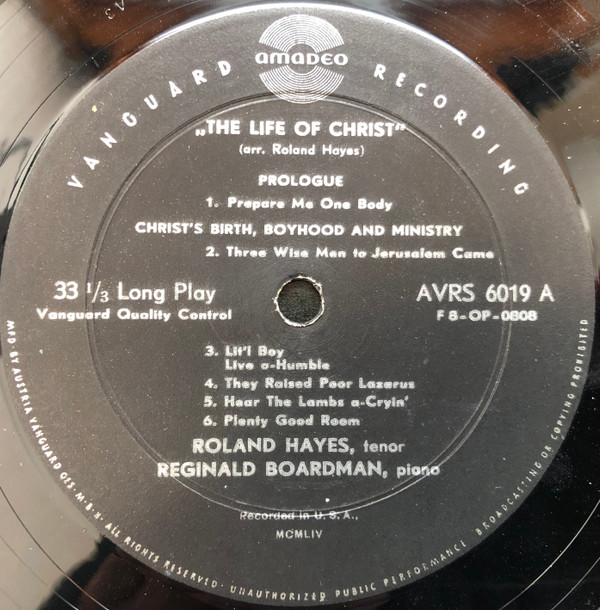 A3
VANGUARD RECORDING
amadeo
„THE LIFE OF CHRIST"
(arr. Roland Hayes)
PROLOGUE
1. Prepare Me One Body
CHRIST'S BIRTH, BOYHOOD AND MINISTRY
2. Three Wise Men to Jerusalem Came
33 1/3 Long Play
Vanguard Quality Control
AVRS 6019 A
F 8-OP-0808
3. Lit'l Boy
Live a-Humble
4. They Raised Poor Lazarus
5. Hear The Lambs a-Cryin'
6. Plenty Good Room
ROLAND HAYES, tenor
REGINALD BOARDMAN, piano
Recorded in U. S. A.,
MCMLIV
MFD. BY AUSTRIA VANGUARD GES. M. B. H. ALL RIGHTS RESERVED · UNAUTHORIZED PUBLIC PERFORMANCE BROADCASTING OR COPYING PROHIBITED